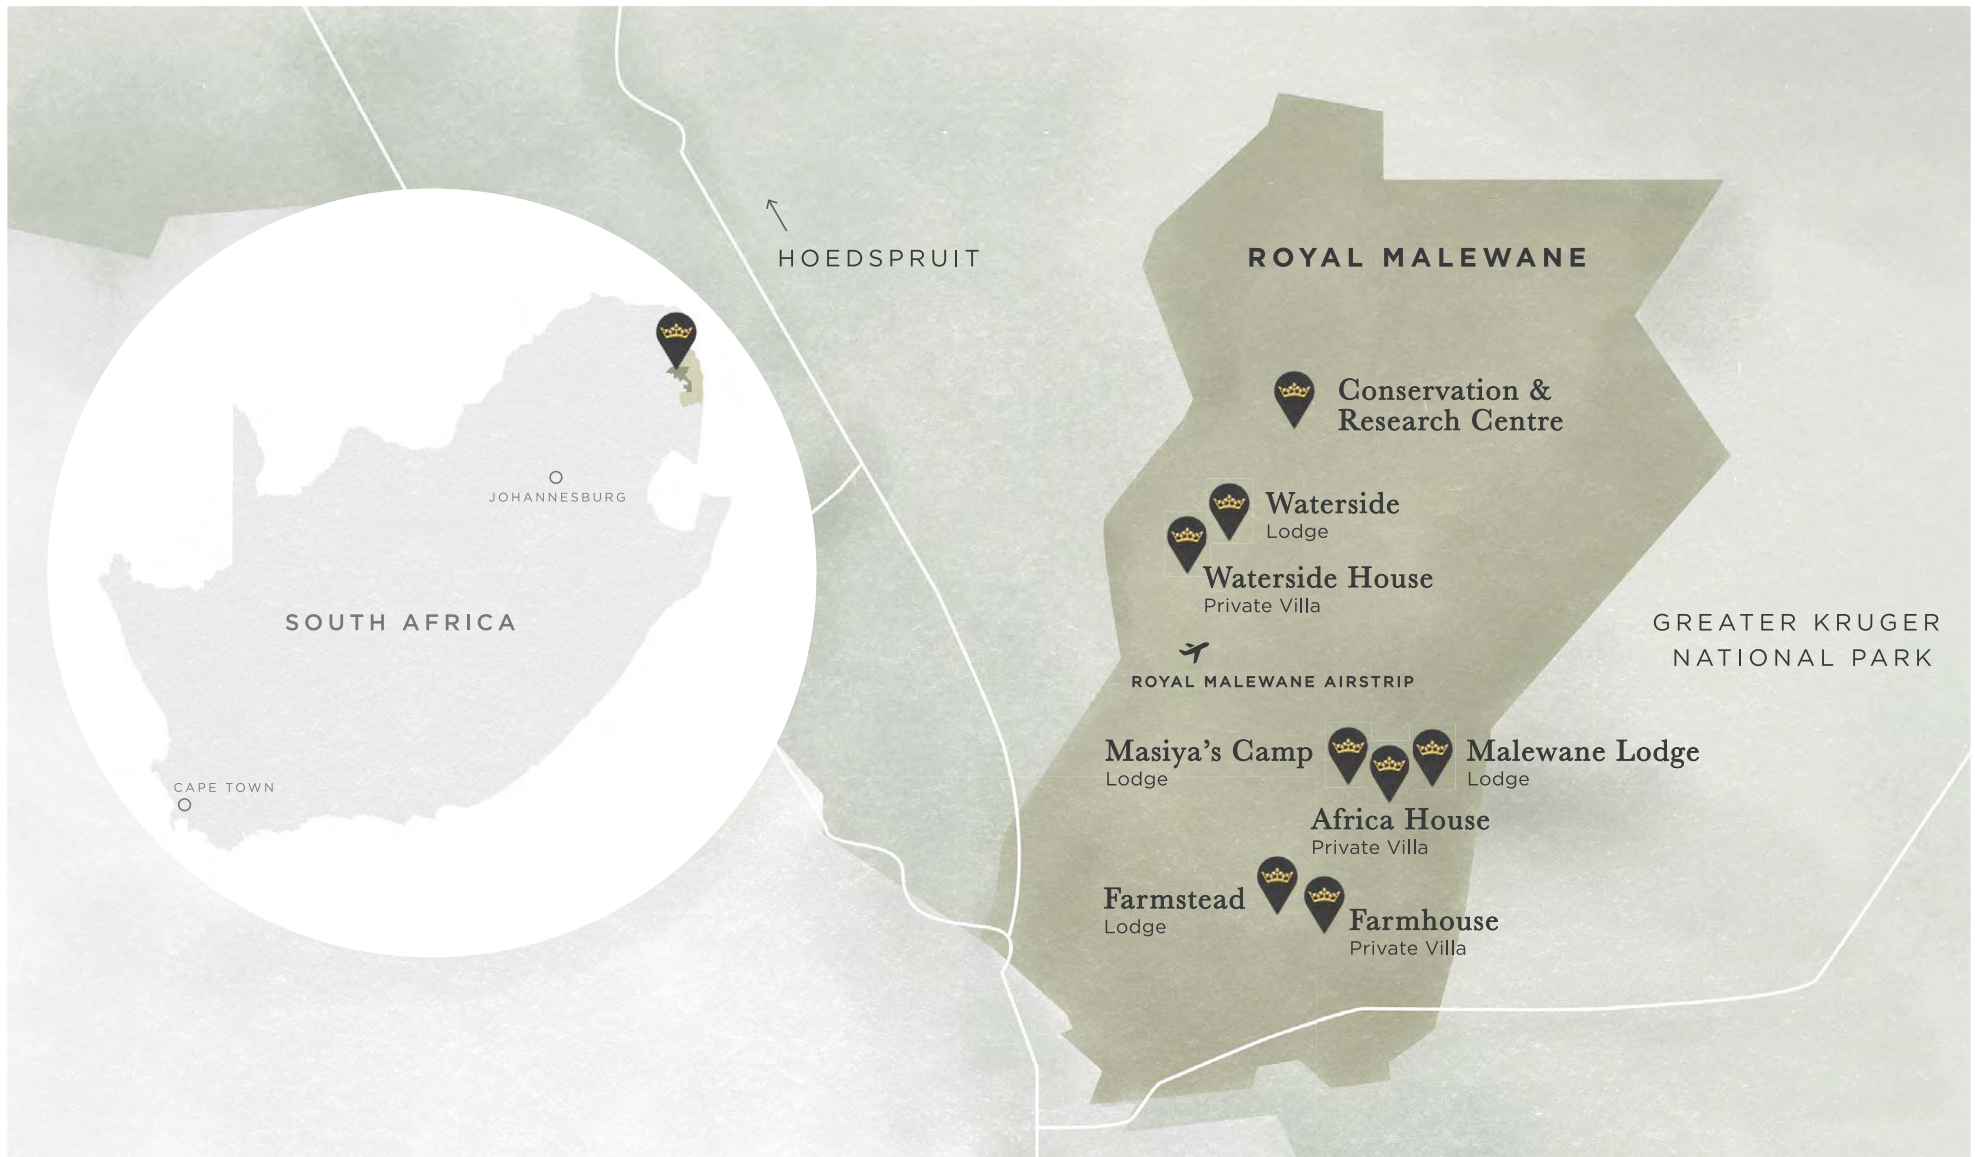 HOEDSPRUIT
ROYAL MALEWANE
Conservation &
Research Centre
Waterside
Lodge
Waterside House
Private Villa
ROYAL MALEWANE AIRSTRIP
GREATER KRUGER
NATIONAL PARK
Masiya's Camp
Lodge
Malewane Lodge
Lodge
Africa House
Private Villa
Farmstead
Lodge
Farmhouse
Private Villa
JOHANNESBURG
SOUTH AFRICA
CAPE TOWN